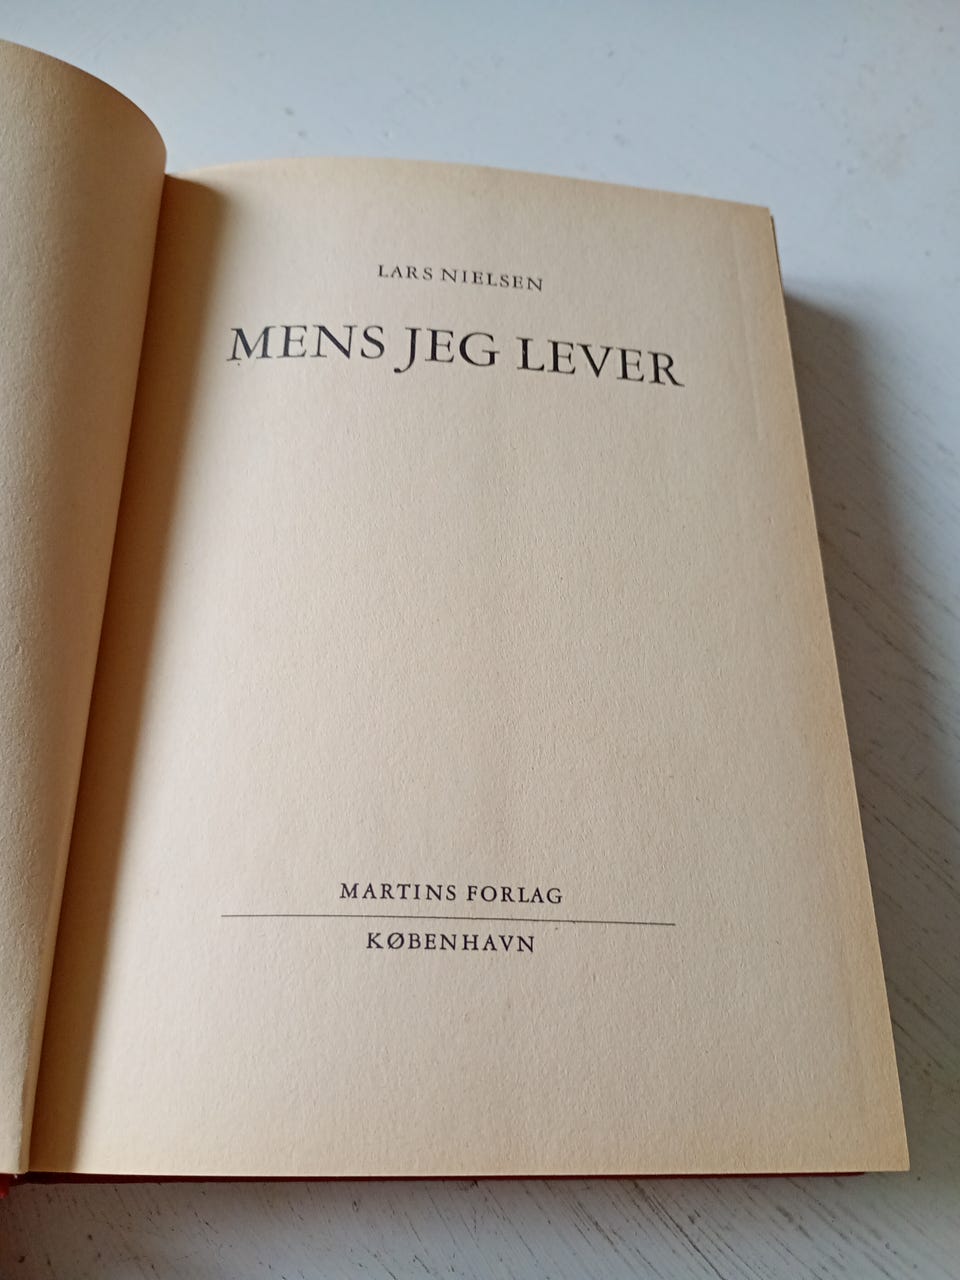 LARS NIELSEN
MENS JEG LEVER
MARTINS FORLAG
KØBENHAVN